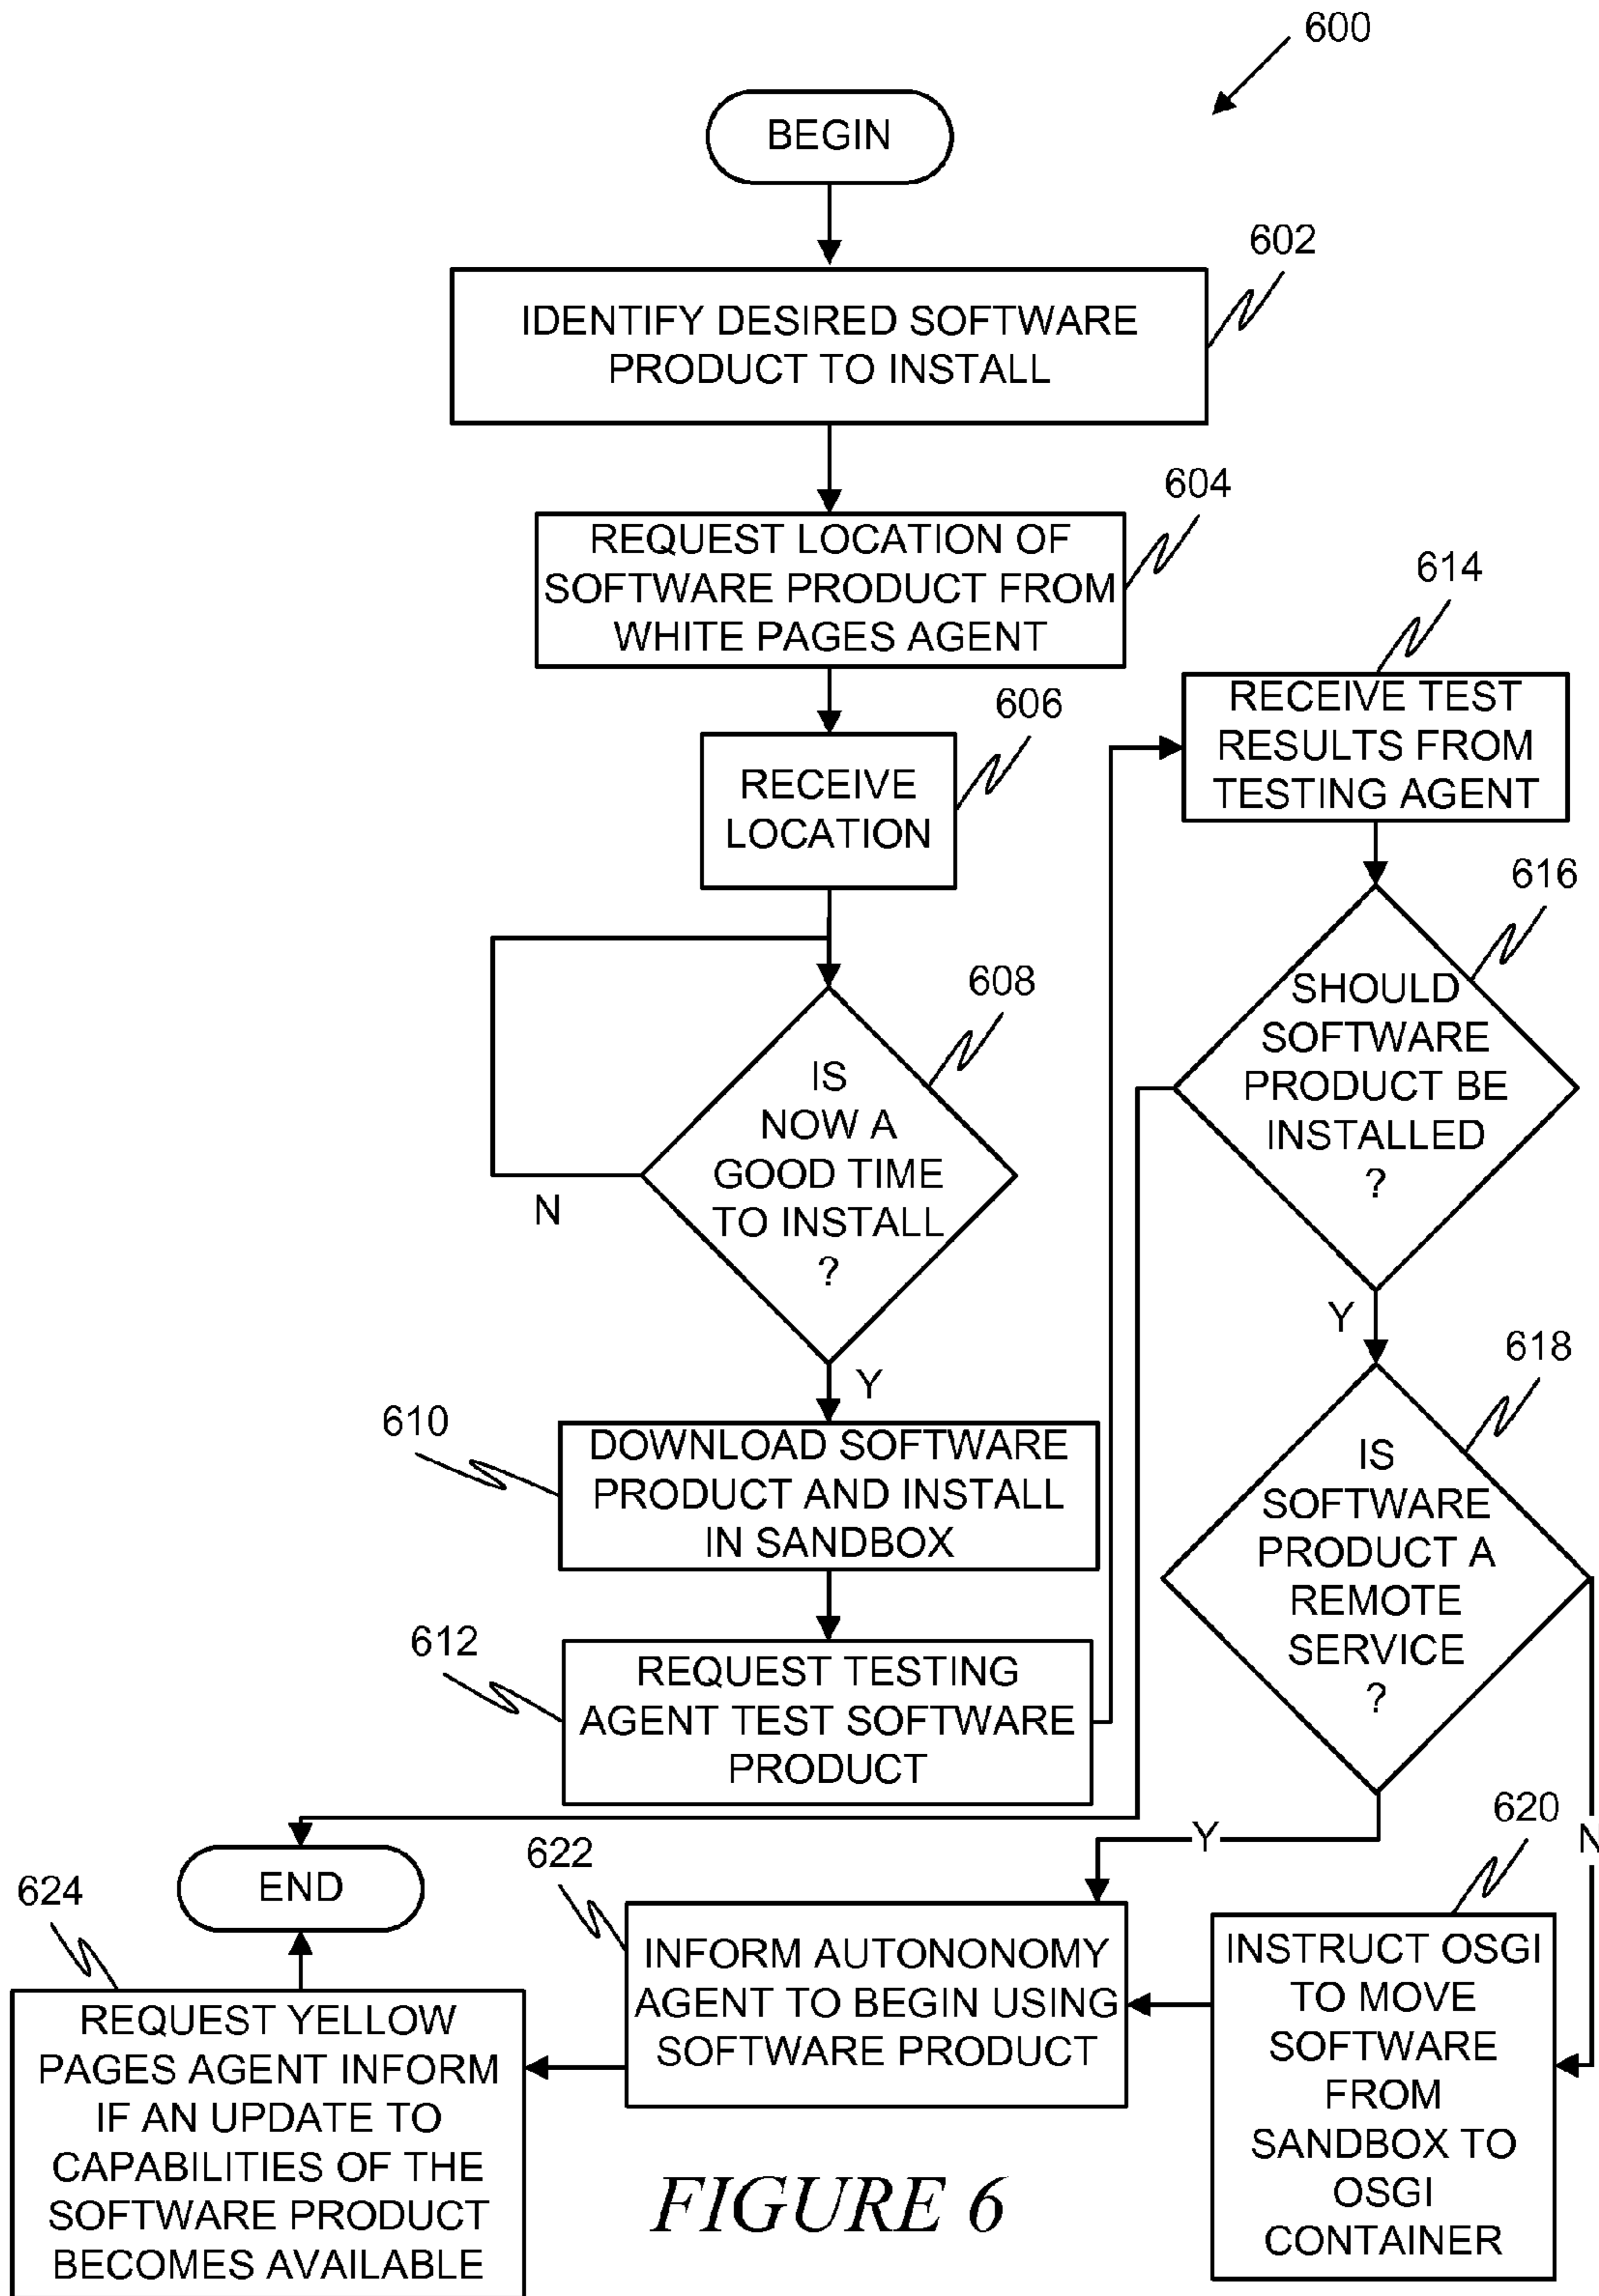 600
BEGIN
602
IDENTIFY DESIRED SOFTWARE
PRODUCT TO INSTALL
604
REQUEST LOCATION OF
SOFTWARE PRODUCT FROM
WHITE PAGES AGENT
606
RECEIVE
LOCATION
608
IS
NOW A
GOOD TIME
TO INSTALL
?
N
Y
610
DOWNLOAD SOFTWARE
PRODUCT AND INSTALL
IN SANDBOX
612
REQUEST TESTING
AGENT TEST SOFTWARE
PRODUCT
614
RECEIVE TEST
RESULTS FROM
TESTING AGENT
616
SHOULD
SOFTWARE
PRODUCT BE
INSTALLED
?
Y
618
IS
SOFTWARE
PRODUCT A
REMOTE
SERVICE
?
Y
N
620
INSTRUCT OSGI
TO MOVE
SOFTWARE
FROM
SANDBOX TO
OSGI
CONTAINER
622
INFORM AUTONONOMY
AGENT TO BEGIN USING
SOFTWARE PRODUCT
624
REQUEST YELLOW
PAGES AGENT INFORM
IF AN UPDATE TO
CAPABILITIES OF THE
SOFTWARE PRODUCT
BECOMES AVAILABLE
END
FIGURE 6